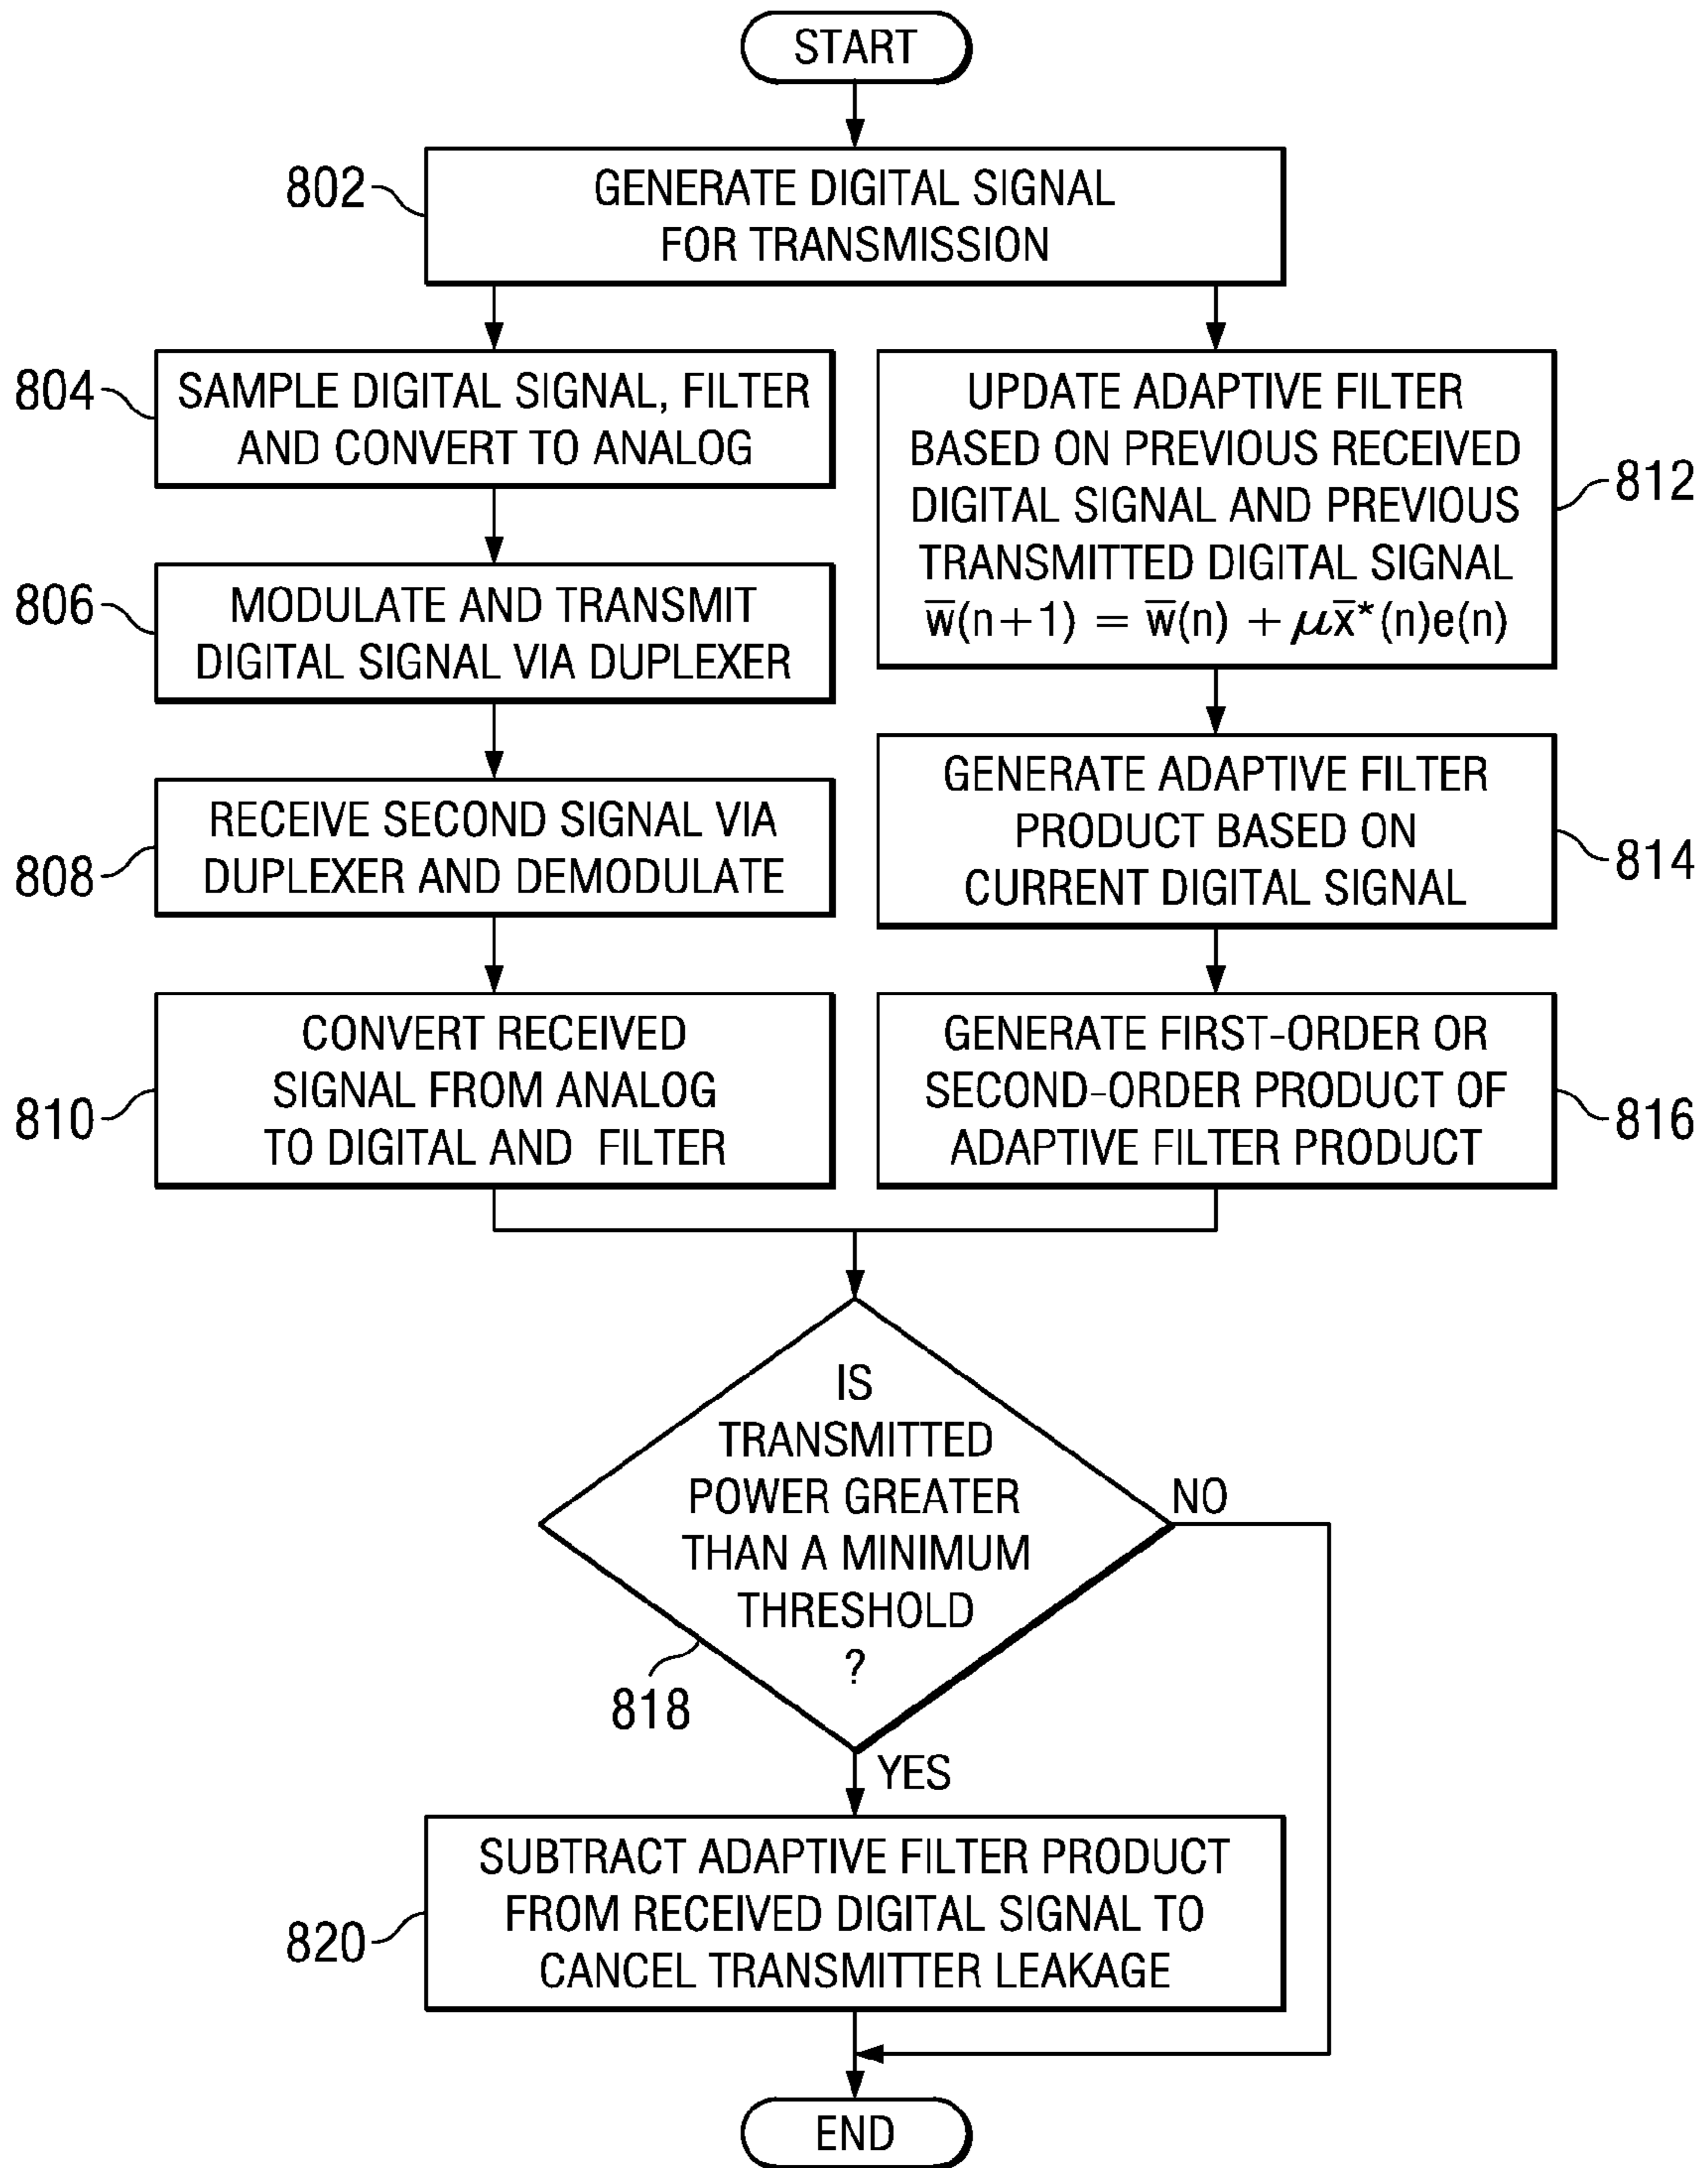 START
802
GENERATE DIGITAL SIGNAL
FOR TRANSMISSION
804
SAMPLE DIGITAL SIGNAL, FILTER
AND CONVERT TO ANALOG
806
MODULATE AND TRANSMIT
DIGITAL SIGNAL VIA DUPLEXER
808
RECEIVE SECOND SIGNAL VIA
DUPLEXER AND DEMODULATE
810
CONVERT RECEIVED
SIGNAL FROM ANALOG
TO DIGITAL AND FILTER
UPDATE ADAPTIVE FILTER
BASED ON PREVIOUS RECEIVED
DIGITAL SIGNAL AND PREVIOUS
TRANSMITTED DIGITAL SIGNAL
w̅(n+1) = w̅(n) + μx̅*(n)e(n)
812
GENERATE ADAPTIVE FILTER
PRODUCT BASED ON
CURRENT DIGITAL SIGNAL
814
GENERATE FIRST-ORDER OR
SECOND-ORDER PRODUCT OF
ADAPTIVE FILTER PRODUCT
816
IS
TRANSMITTED
POWER GREATER
THAN A MINIMUM
THRESHOLD
?
818
NO
YES
820
SUBTRACT ADAPTIVE FILTER PRODUCT
FROM RECEIVED DIGITAL SIGNAL TO
CANCEL TRANSMITTER LEAKAGE
END